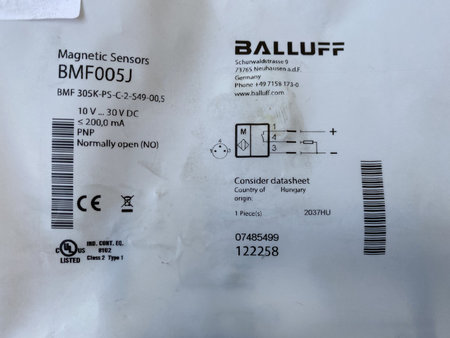 Magnetic Sensors
BMF005J
BMF 305K-PS-C-2-S49-00,5
10 V ... 30 V DC
≤ 200,0 mA
PNP
Normally open (NO)
CE
C UL US
LISTED
IND. CONT. EQ.
8102
Class 2 Type 1
BALLUFF
Schurwaldstrasse 9
73765 Neuhausen a.d.F.
Germany
Phone +49 7158 173-0
www.balluff.com
M
1
4
3
+
−
Consider datasheet
Country of origin: Hungary
1 Piece(s) 2037HU
07485499
122258